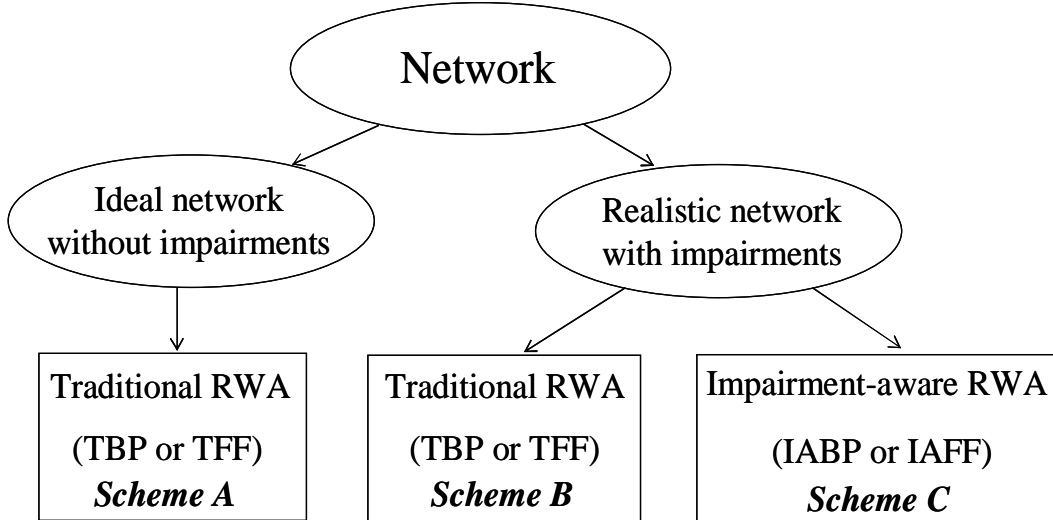 Network
Ideal network
without impairments
Realistic network
with impairments
Traditional RWA
(TBP or TFF)
Scheme A
Traditional RWA
(TBP or TFF)
Scheme B
Impairment-aware RWA
(IABP or IAFF)
Scheme C